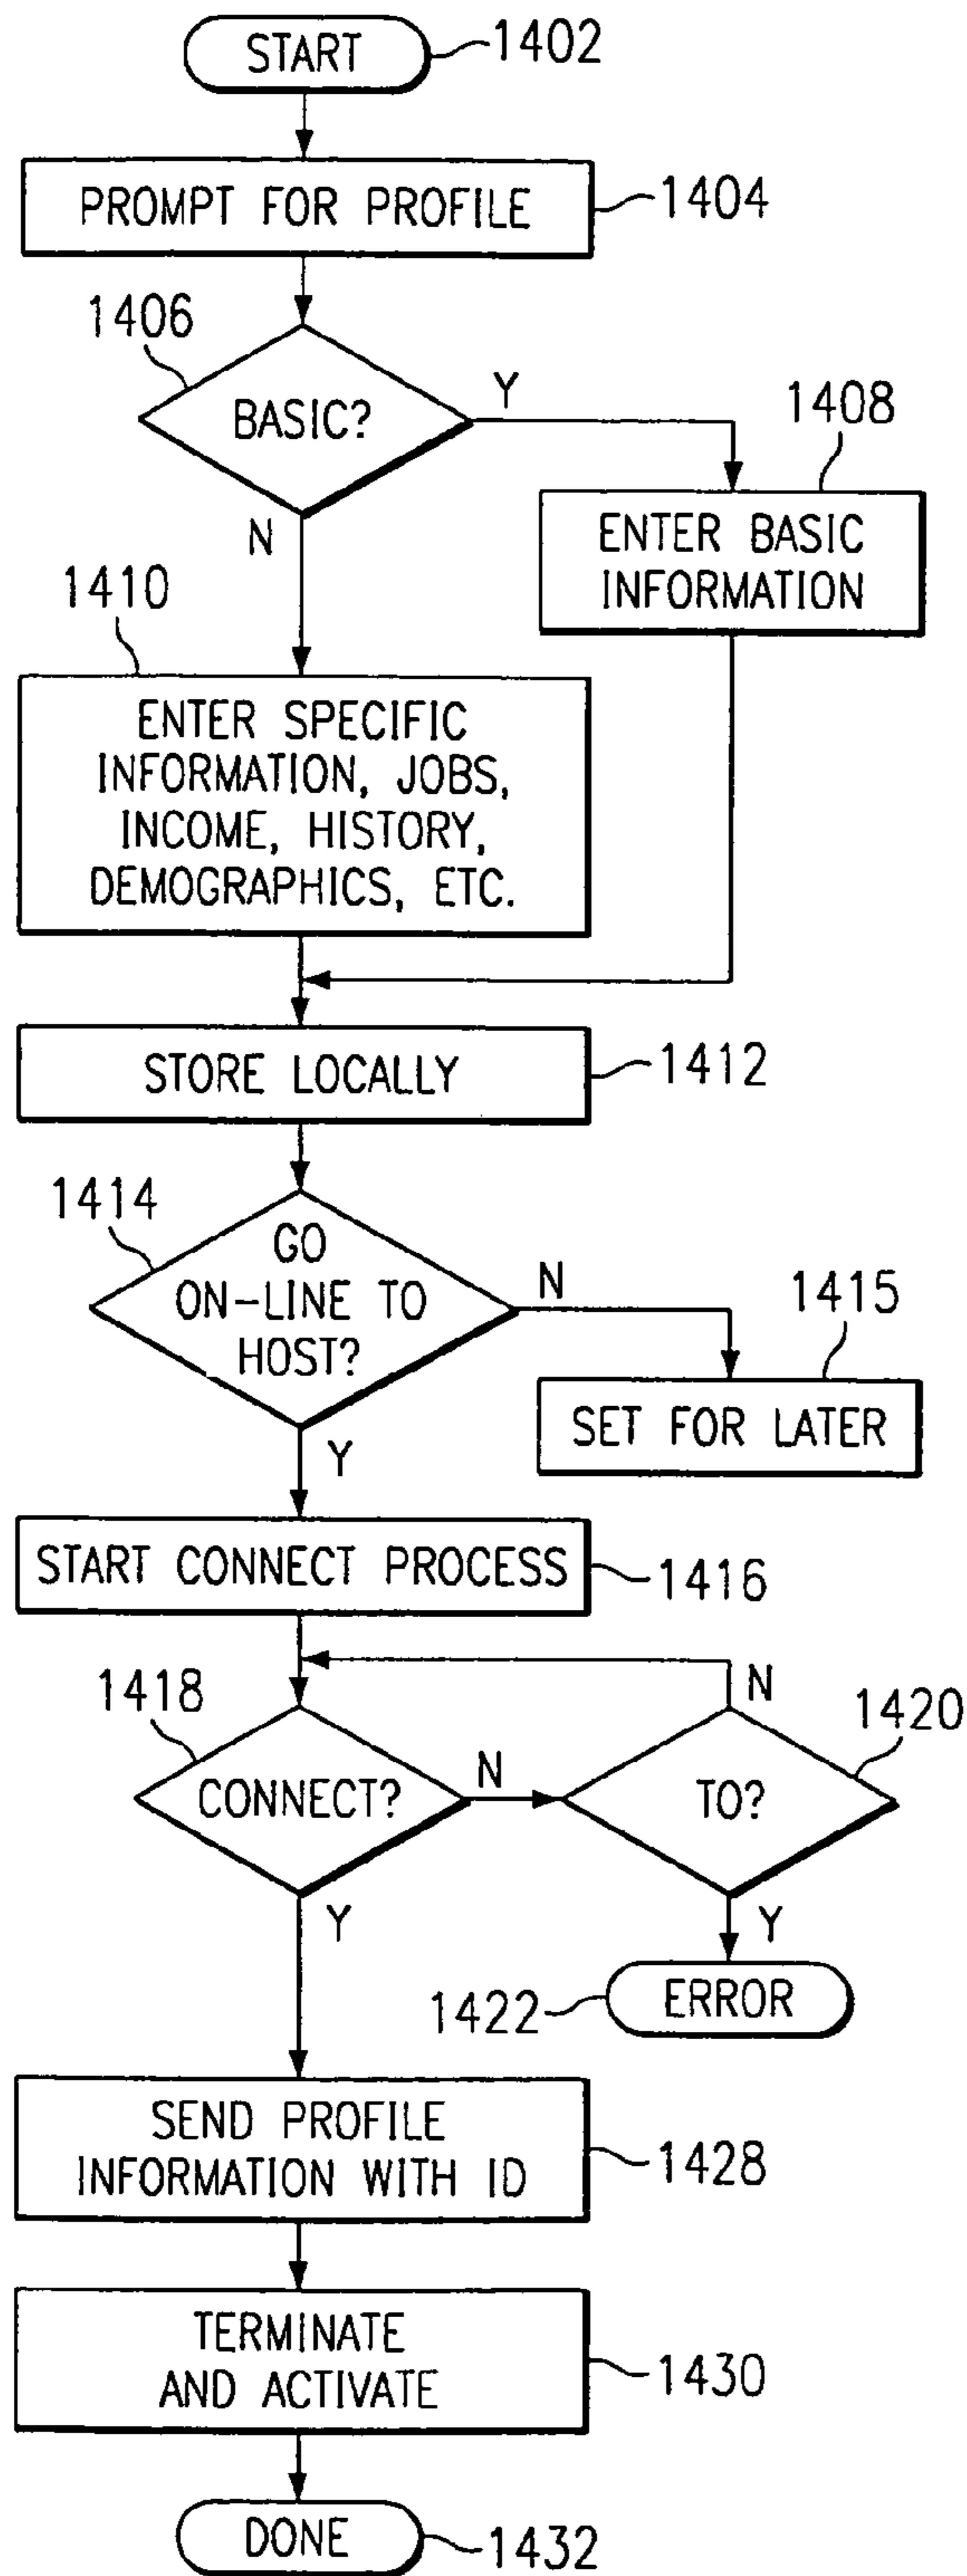 START
1402
PROMPT FOR PROFILE
1404
1406
BASIC?
Y
N
1408
ENTER BASIC
INFORMATION
1410
ENTER SPECIFIC
INFORMATION, JOBS,
INCOME, HISTORY,
DEMOGRAPHICS, ETC.
STORE LOCALLY
1412
1414
GO
ON-LINE TO
HOST?
N
Y
1415
SET FOR LATER
START CONNECT PROCESS
1416
1418
CONNECT?
N
Y
N
1420
TO?
Y
1422
ERROR
SEND PROFILE
INFORMATION WITH ID
1428
TERMINATE
AND ACTIVATE
1430
DONE
1432